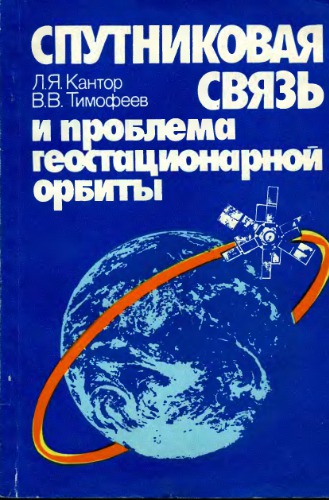 СПУТНИКОВАЯ
Л.Я. Кантор
В.В. Тимофеев
СВЯЗЬ
и проблема
геостационарной
орбиты